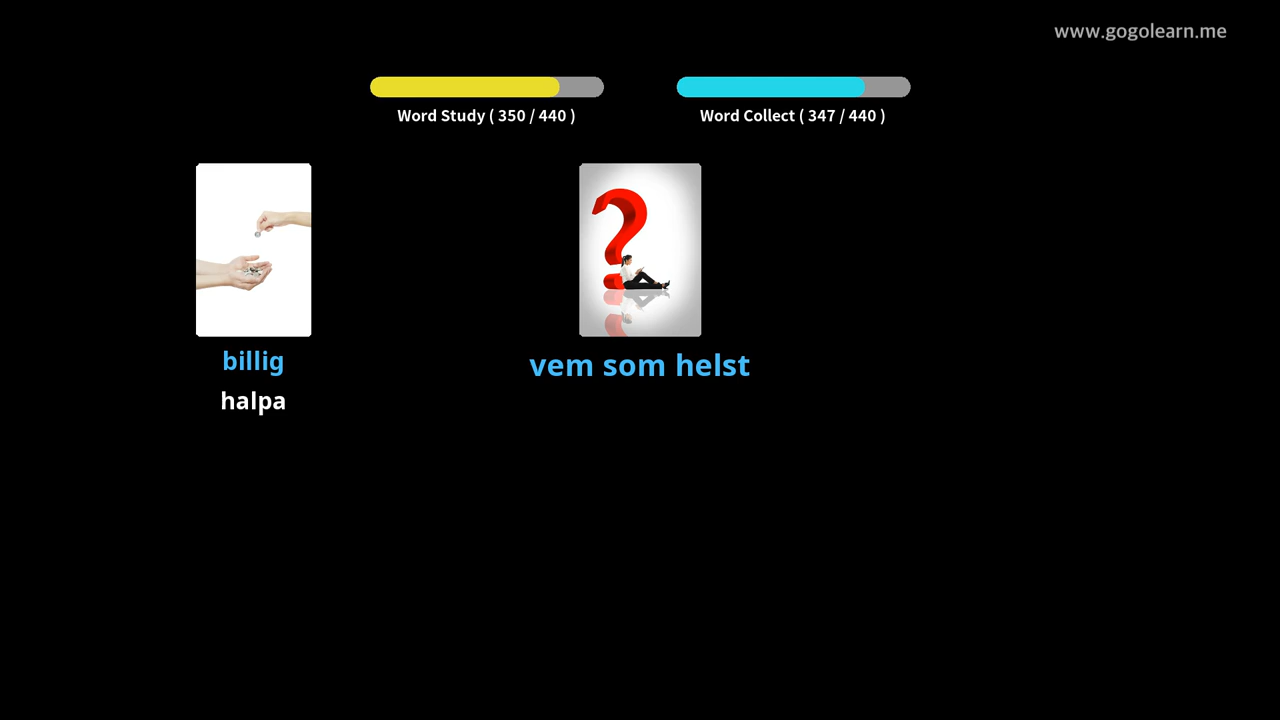 www.gogolearn.me
Word Study ( 350 / 440 )
Word Collect ( 347 / 440 )
billig
halpa
vem som helst